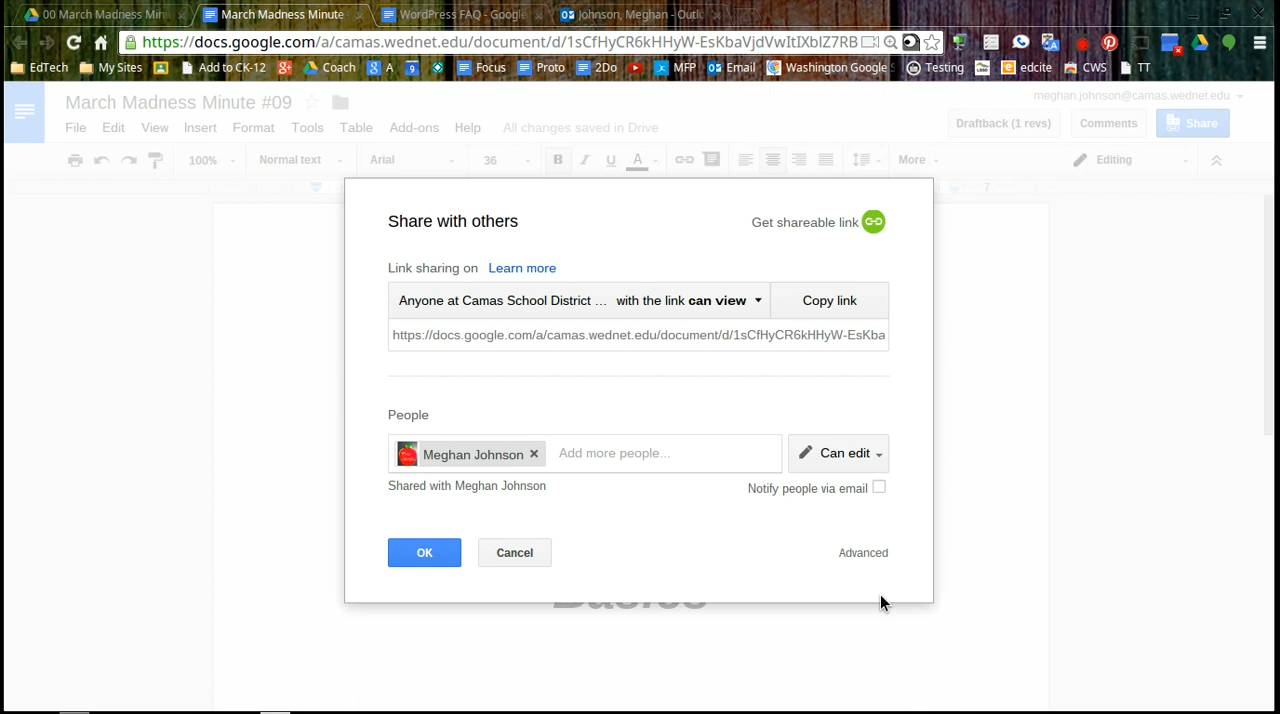 00 March Madness Min
March Madness Minute
WordPress FAQ - Google
Johnson, Meghan - Outlo
https://docs.google.com/a/camas.wednet.edu/document/d/1sCfHyCR6kHHyW-EsKbaVjdVwItIXblZ7RB
EdTech My Sites Add to CK-12 Coach A Focus Proto 2Do MFP Email Washington Google Testing edcite CWS TT
March Madness Minute #09
meghan.johnson@camas.wednet.edu
File Edit View Insert Format Tools Table Add-ons Help All changes saved in Drive
Draftback (1 revs) Comments Share
100% Normal text Arial 36 B I U A More Editing
7
Share with others
Get shareable link
Link sharing on Learn more
Anyone at Camas School District ... with the link can view
Copy link
https://docs.google.com/a/camas.wednet.edu/document/d/1sCfHyCR6kHHyW-EsKba
People
Meghan Johnson × Add more people...
Can edit
Shared with Meghan Johnson
Notify people via email
OK Cancel Advanced
Basics